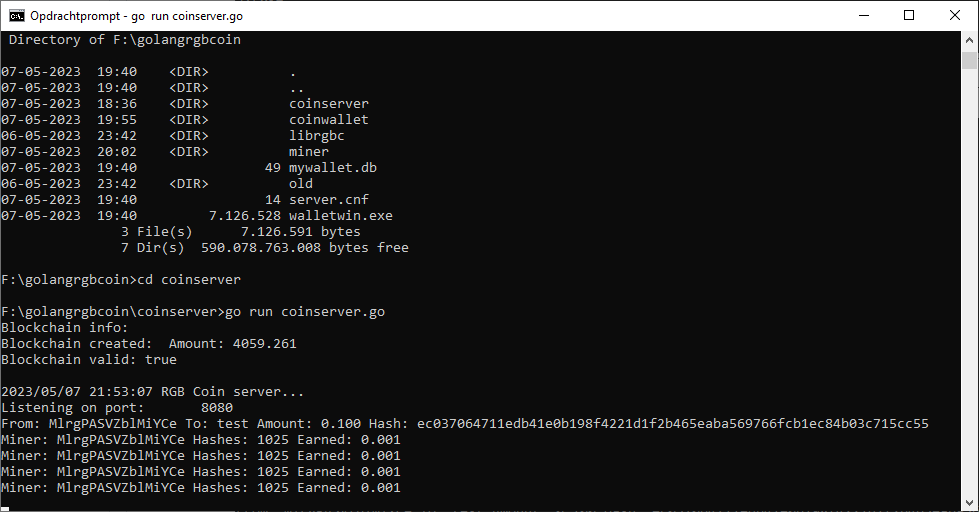 Opdrachtprompt - go run coinserver.go
Directory of F:\golangrgbcoin
07-05-2023 19:40 <DIR> .
07-05-2023 19:40 <DIR> ..
07-05-2023 18:36 <DIR> coinserver
07-05-2023 19:55 <DIR> coinwallet
06-05-2023 23:42 <DIR> librgbc
07-05-2023 20:02 <DIR> miner
07-05-2023 19:40 49 mywallet.db
06-05-2023 23:42 <DIR> old
07-05-2023 19:40 14 server.cnf
07-05-2023 19:40 7.126.528 walletwin.exe
3 File(s) 7.126.591 bytes
7 Dir(s) 590.078.763.008 bytes free
F:\golangrgbcoin>cd coinserver
F:\golangrgbcoin\coinserver>go run coinserver.go
Blockchain info:
Blockchain created: Amount: 4059.261
Blockchain valid: true
2023/05/07 21:53:07 RGB Coin server...
Listening on port: 8080
From: MlrgPASVZblMiYCe To: test Amount: 0.100 Hash: ec037064711edb41e0b198f4221d1f2b465eaba569766fcb1ec84b03c715cc55
Miner: MlrgPASVZblMiYCe Hashes: 1025 Earned: 0.001
Miner: MlrgPASVZblMiYCe Hashes: 1025 Earned: 0.001
Miner: MlrgPASVZblMiYCe Hashes: 1025 Earned: 0.001
Miner: MlrgPASVZblMiYCe Hashes: 1025 Earned: 0.001